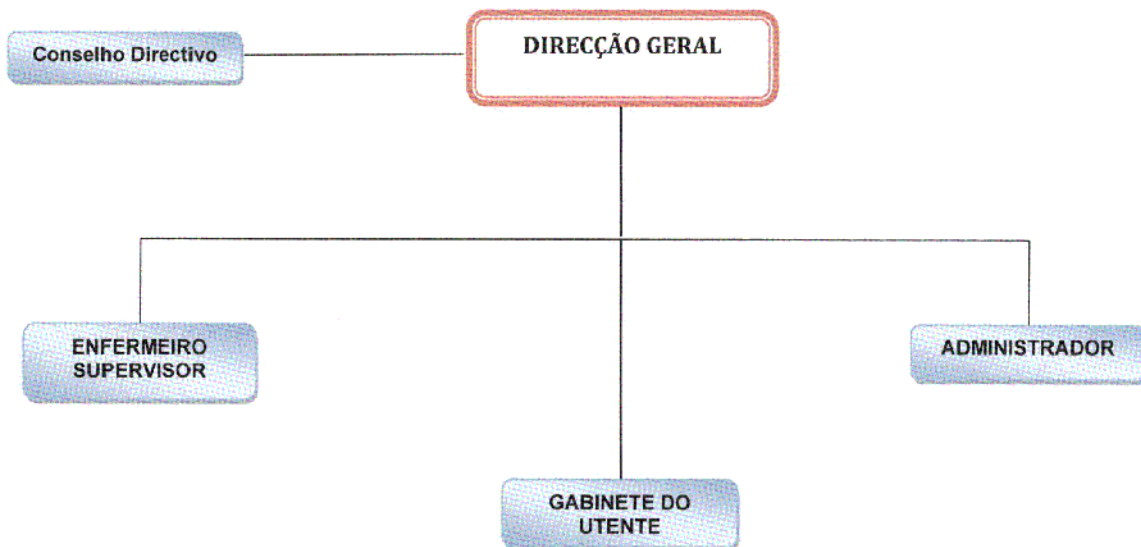 DIRECÇÃO GERAL
Conselho Directivo
ENFERMEIRO
SUPERVISOR
ADMINISTRADOR
GABINETE DO
UTENTE